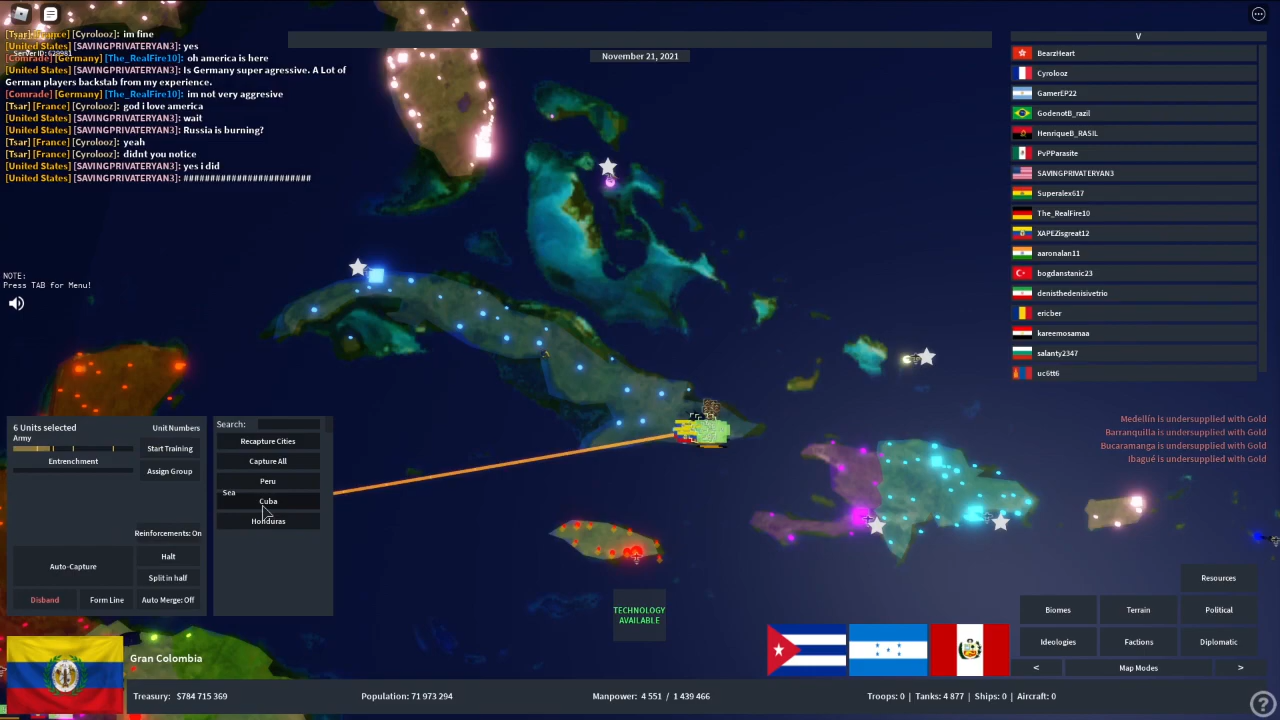 [Tsar] [France] [Cyrolooz]: im fine
[United States] [SAVINGPRIVATERYAN3]: yes
[Comrade] [Germany] [The_RealFire10]: oh america is here
[United States] [SAVINGPRIVATERYAN3]: Is Germany super agressive. A Lot of
German players backstab from my experience.
[Comrade] [Germany] [The_RealFire10]: im not very aggresive
[Tsar] [France] [Cyrolooz]: god i love america
[United States] [SAVINGPRIVATERYAN3]: wait
[United States] [SAVINGPRIVATERYAN3]: Russia is burning?
[Tsar] [France] [Cyrolooz]: yeah
[Tsar] [France] [Cyrolooz]: didnt you notice
[United States] [SAVINGPRIVATERYAN3]: yes i did
[United States] [SAVINGPRIVATERYAN3]: ########################
November 21, 2021
V
BearzHeart
Cyrolooz
GamerEP22
GodenotB_razil
HenriqueB_RASIL
PvPParasite
SAVINGPRIVATERYAN3
Superalex617
The_RealFire10
XAPEZisgreat12
aaronalan11
bogdanstanic23
denisthedenisivetrio
ericber
kareemosamaa
salanty2347
uc6tt6
NOTE:
Press TAB for Menu!
Medellín is undersupplied with Gold
Barranquilla is undersupplied with Gold
Bucaramanga is undersupplied with Gold
Ibagué is undersupplied with Gold
6 Units selected
Unit Numbers
Army
Start Training
Entrenchment
Assign Group
Reinforcements: On
Halt
Auto-Capture
Split in half
Disband
Form Line
Auto Merge: Off
Search:
Recapture Cities
Capture All
Peru
Sea
Cuba
Honduras
TECHNOLOGY
AVAILABLE
Resources
Biomes
Terrain
Political
Ideologies
Factions
Diplomatic
<
Map Modes
>
Gran Colombia
Treasury: $784 715 369
Population: 71 973 294
Manpower: 4 551 / 1 439 466
Troops: 0 | Tanks: 4 877 | Ships: 0 | Aircraft: 0
?